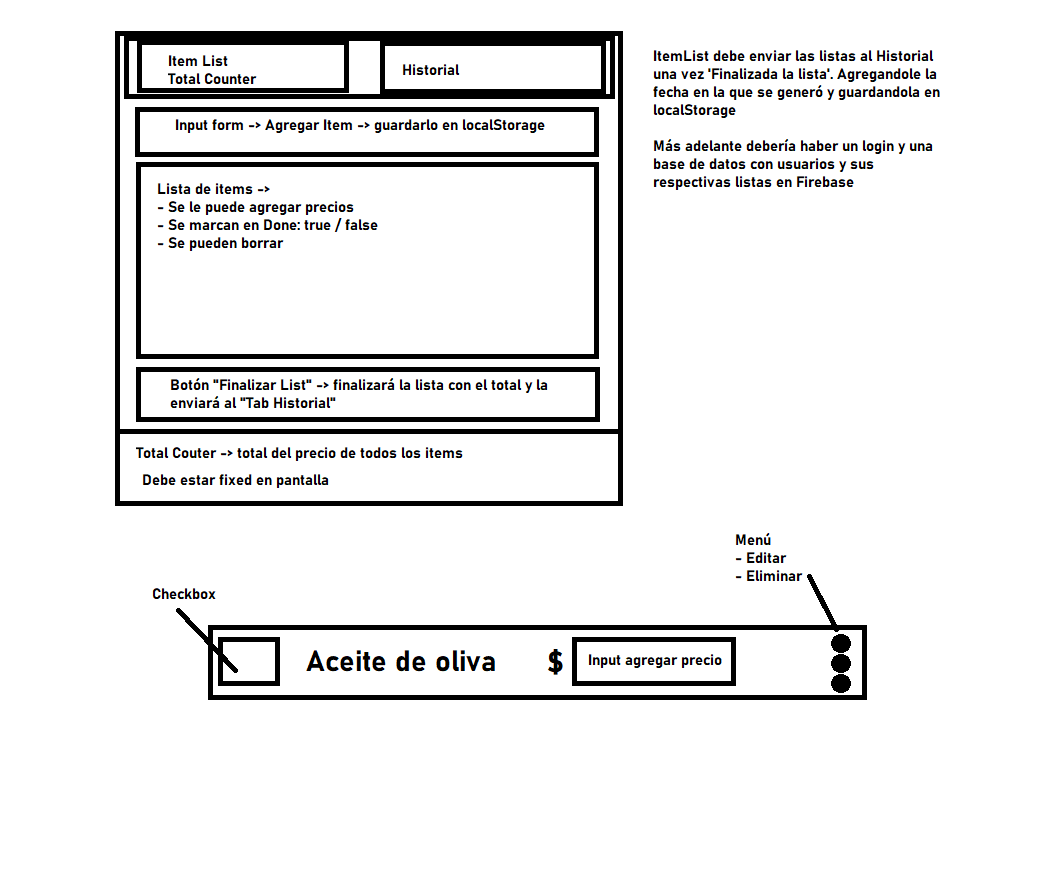 Item List
Total Counter
Historial
Input form -> Agregar Item -> guardarlo en localStorage
Lista de items ->
- Se le puede agregar precios
- Se marcan en Done: true / false
- Se pueden borrar
Botón "Finalizar List" -> finalizará la lista con el total y la
enviará al "Tab Historial"
Total Couter -> total del precio de todos los items
Debe estar fixed en pantalla
ItemList debe enviar las listas al Historial
una vez 'Finalizada la lista'. Agregandole la
fecha en la que se generó y guardandola en
localStorage
Más adelante debería haber un login y una
base de datos con usuarios y sus
respectivas listas en Firebase
Menú
- Editar
- Eliminar
Checkbox
Aceite de oliva
$
Input agregar precio